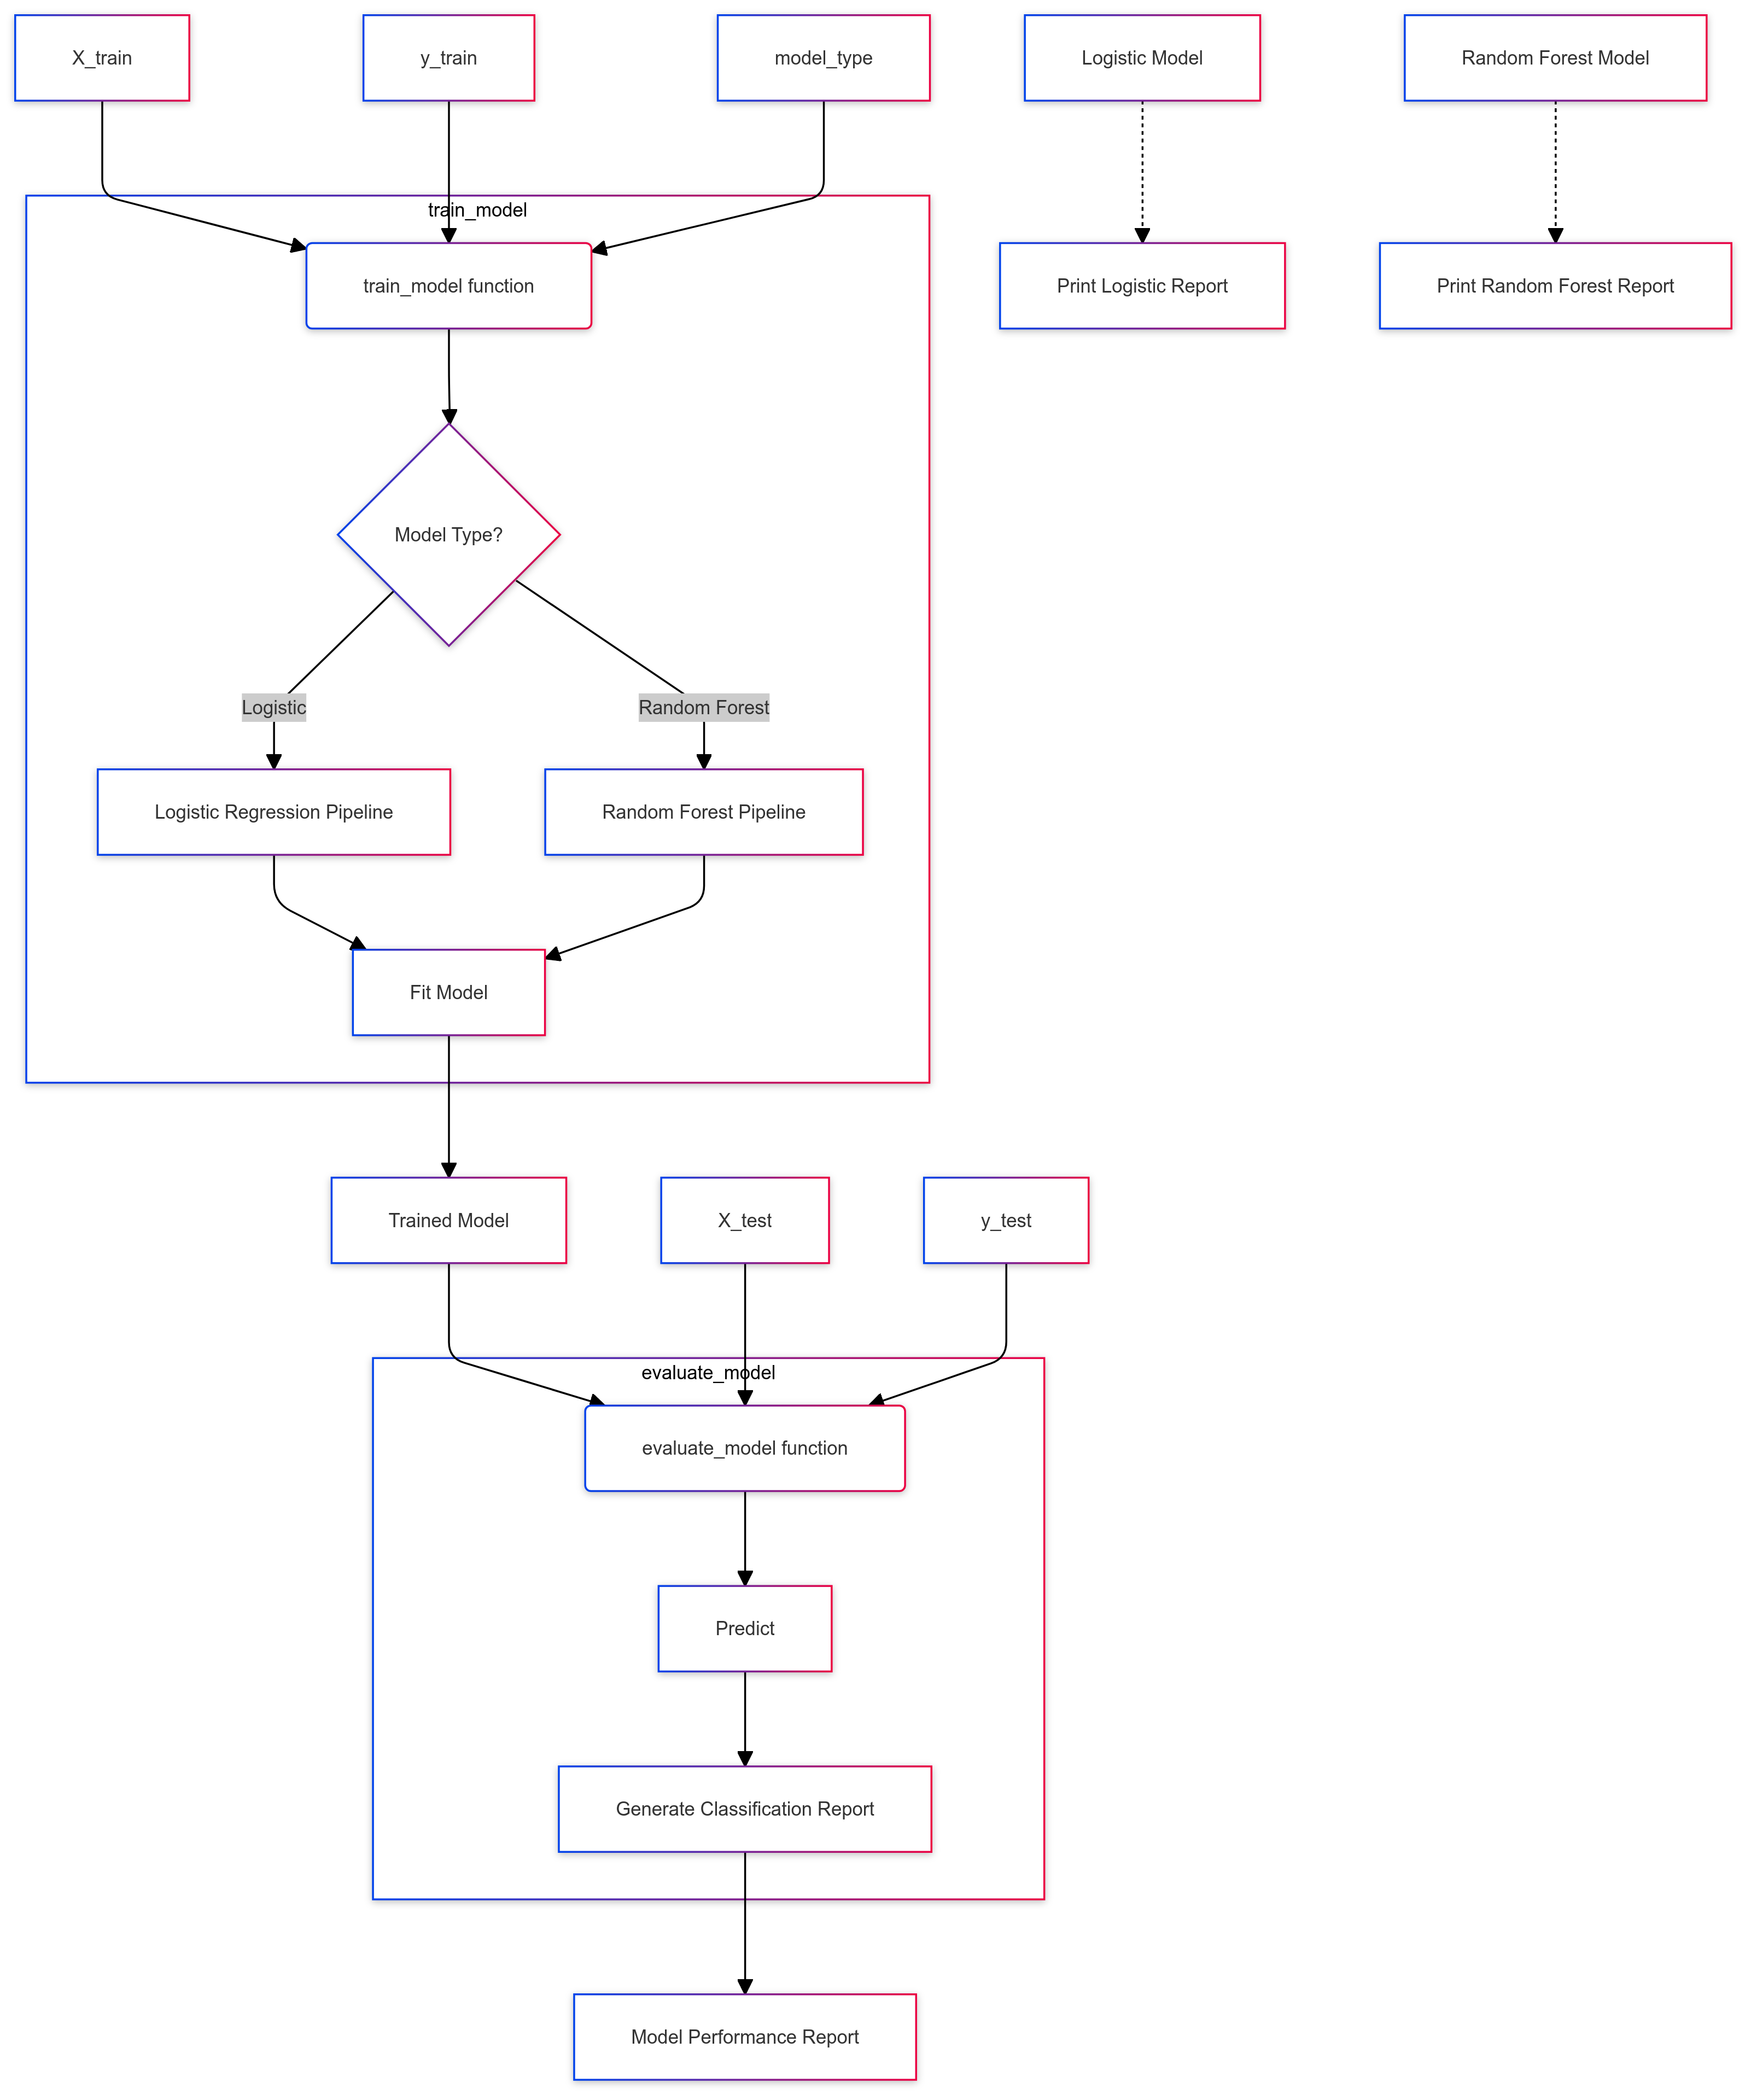 X_train
y_train
model_type
Logistic Model
Random Forest Model
train_model
train_model function
Print Logistic Report
Print Random Forest Report
Model Type?
Logistic
Random Forest
Logistic Regression Pipeline
Random Forest Pipeline
Fit Model
Trained Model
X_test
y_test
evaluate_model
evaluate_model function
Predict
Generate Classification Report
Model Performance Report